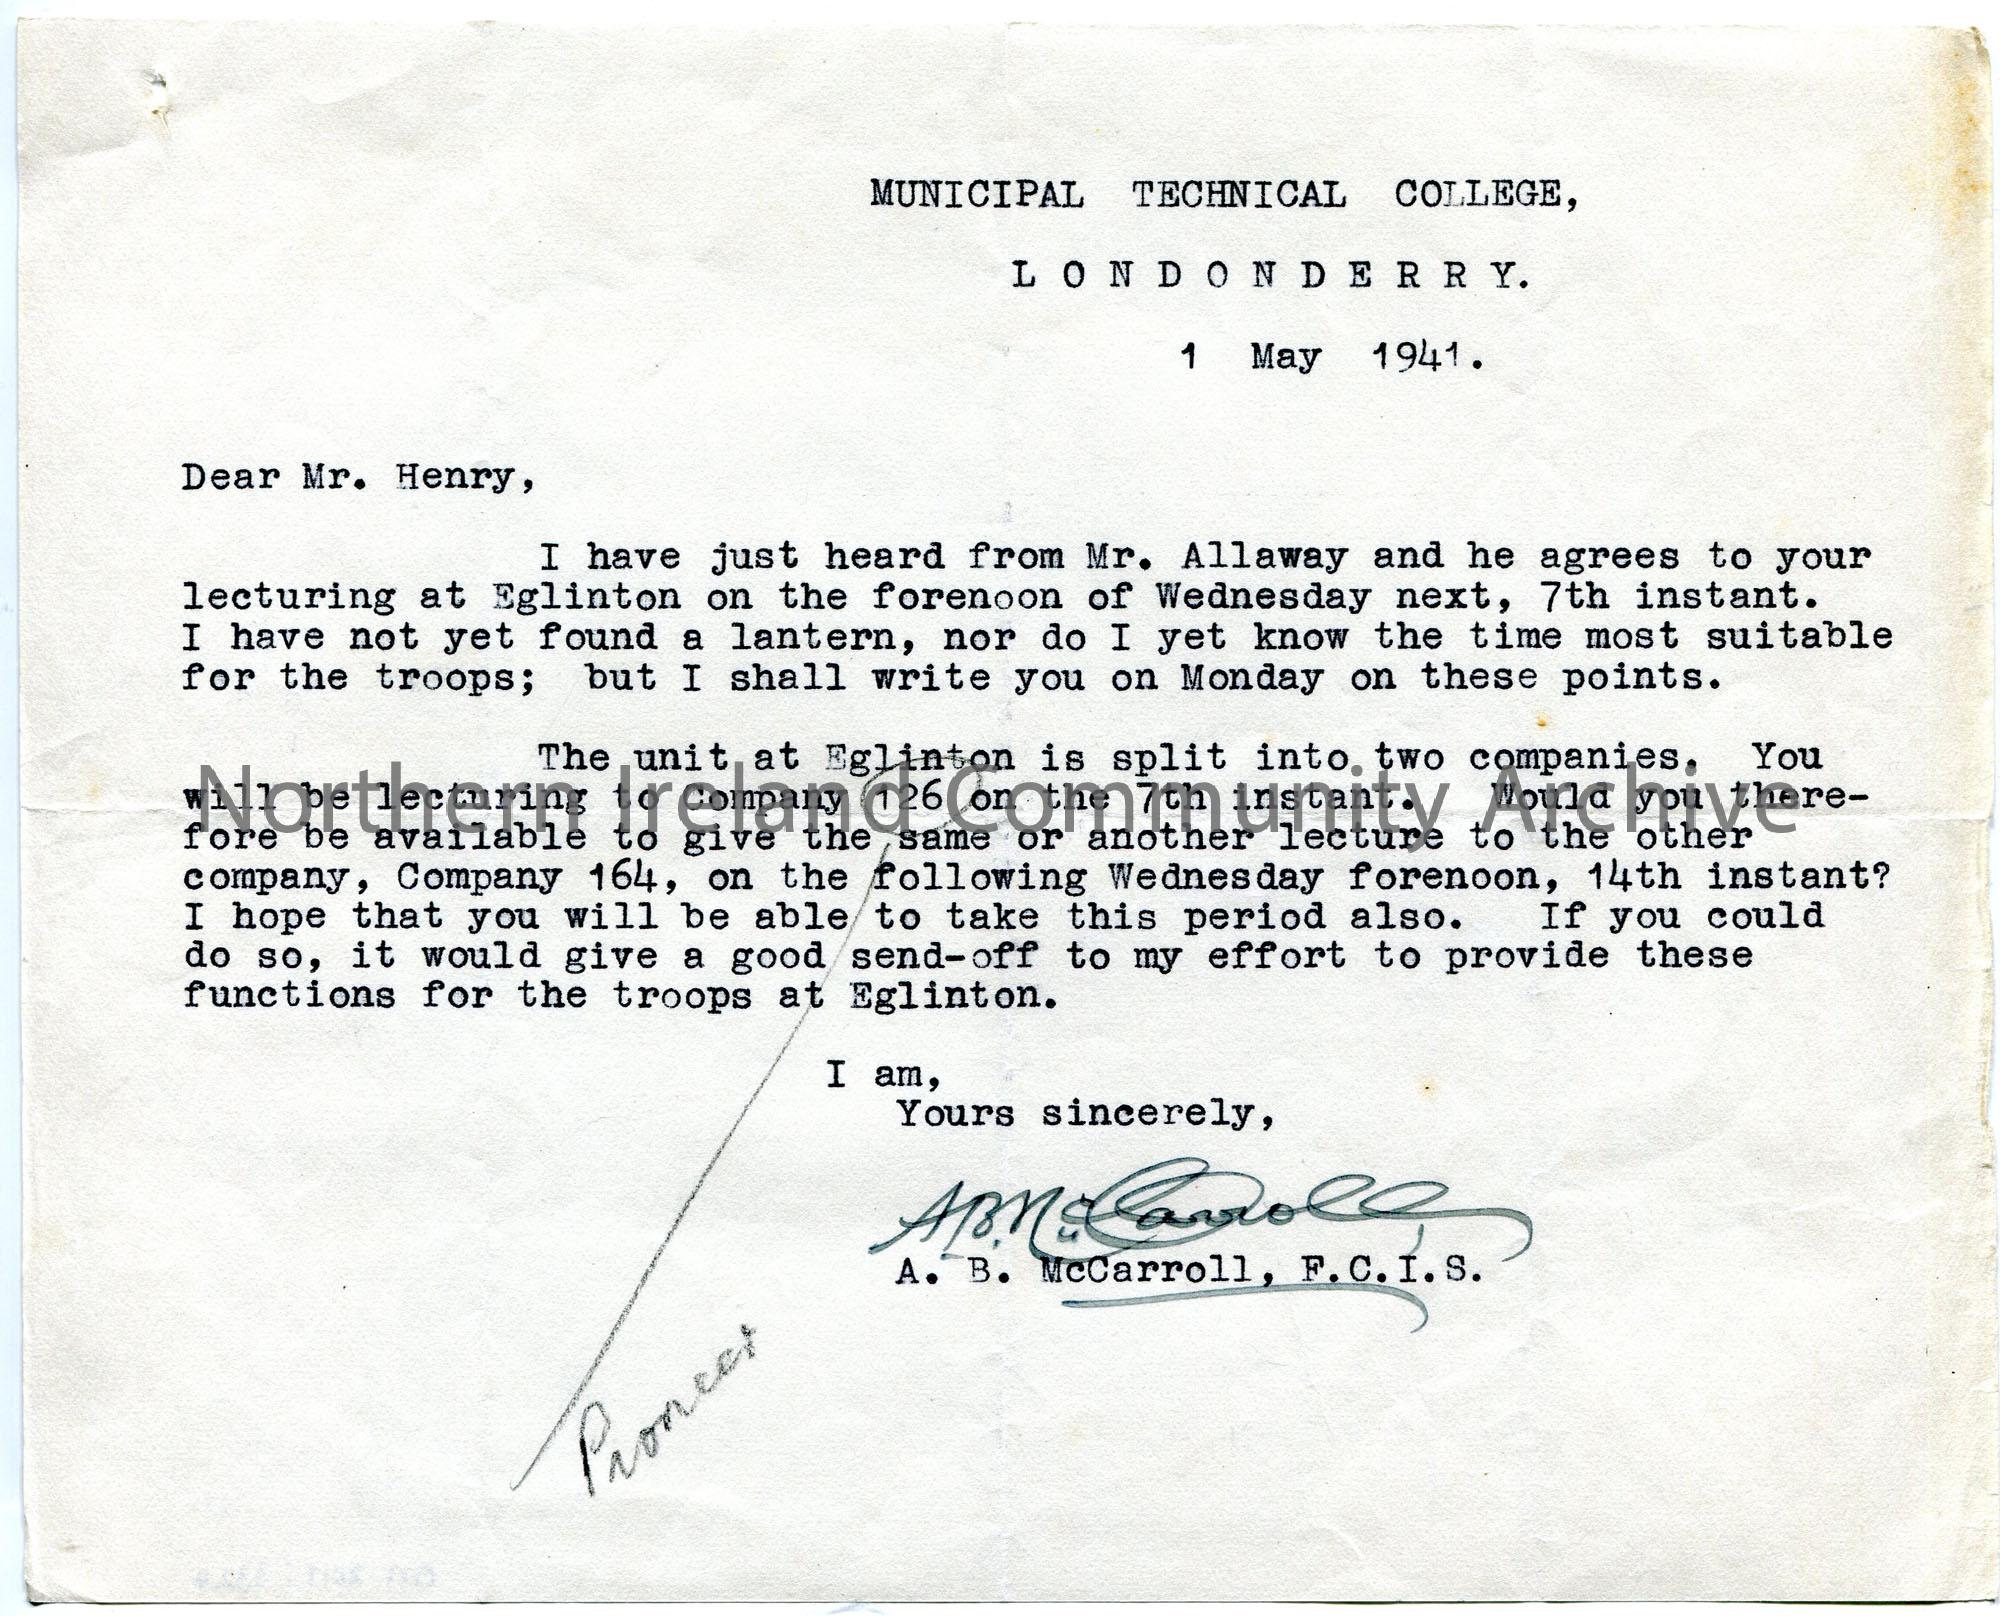 MUNICIPAL TECHNICAL COLLEGE,
L O N D O N D E R R Y.
1 May 1941.
Dear Mr. Henry,
I have just heard from Mr. Allaway and he agrees to your
lecturing at Eglinton on the forenoon of Wednesday next, 7th instant.
I have not yet found a lantern, nor do I yet know the time most suitable
for the troops; but I shall write you on Monday on these points.
The unit at Eglinton is split into two companies. You
will be lecturing to Company 126 on the 7th instant. Would you there-
fore be available to give the same or another lecture to the other
company, Company 164, on the following Wednesday forenoon, 14th instant?
I hope that you will be able to take this period also. If you could
do so, it would give a good send-off to my effort to provide these
functions for the troops at Eglinton.
Northern Ireland Community Archive
I am,
Yours sincerely,
A.B. McCarroll
A. B. McCarroll, F.C.I.S.
Pioneer